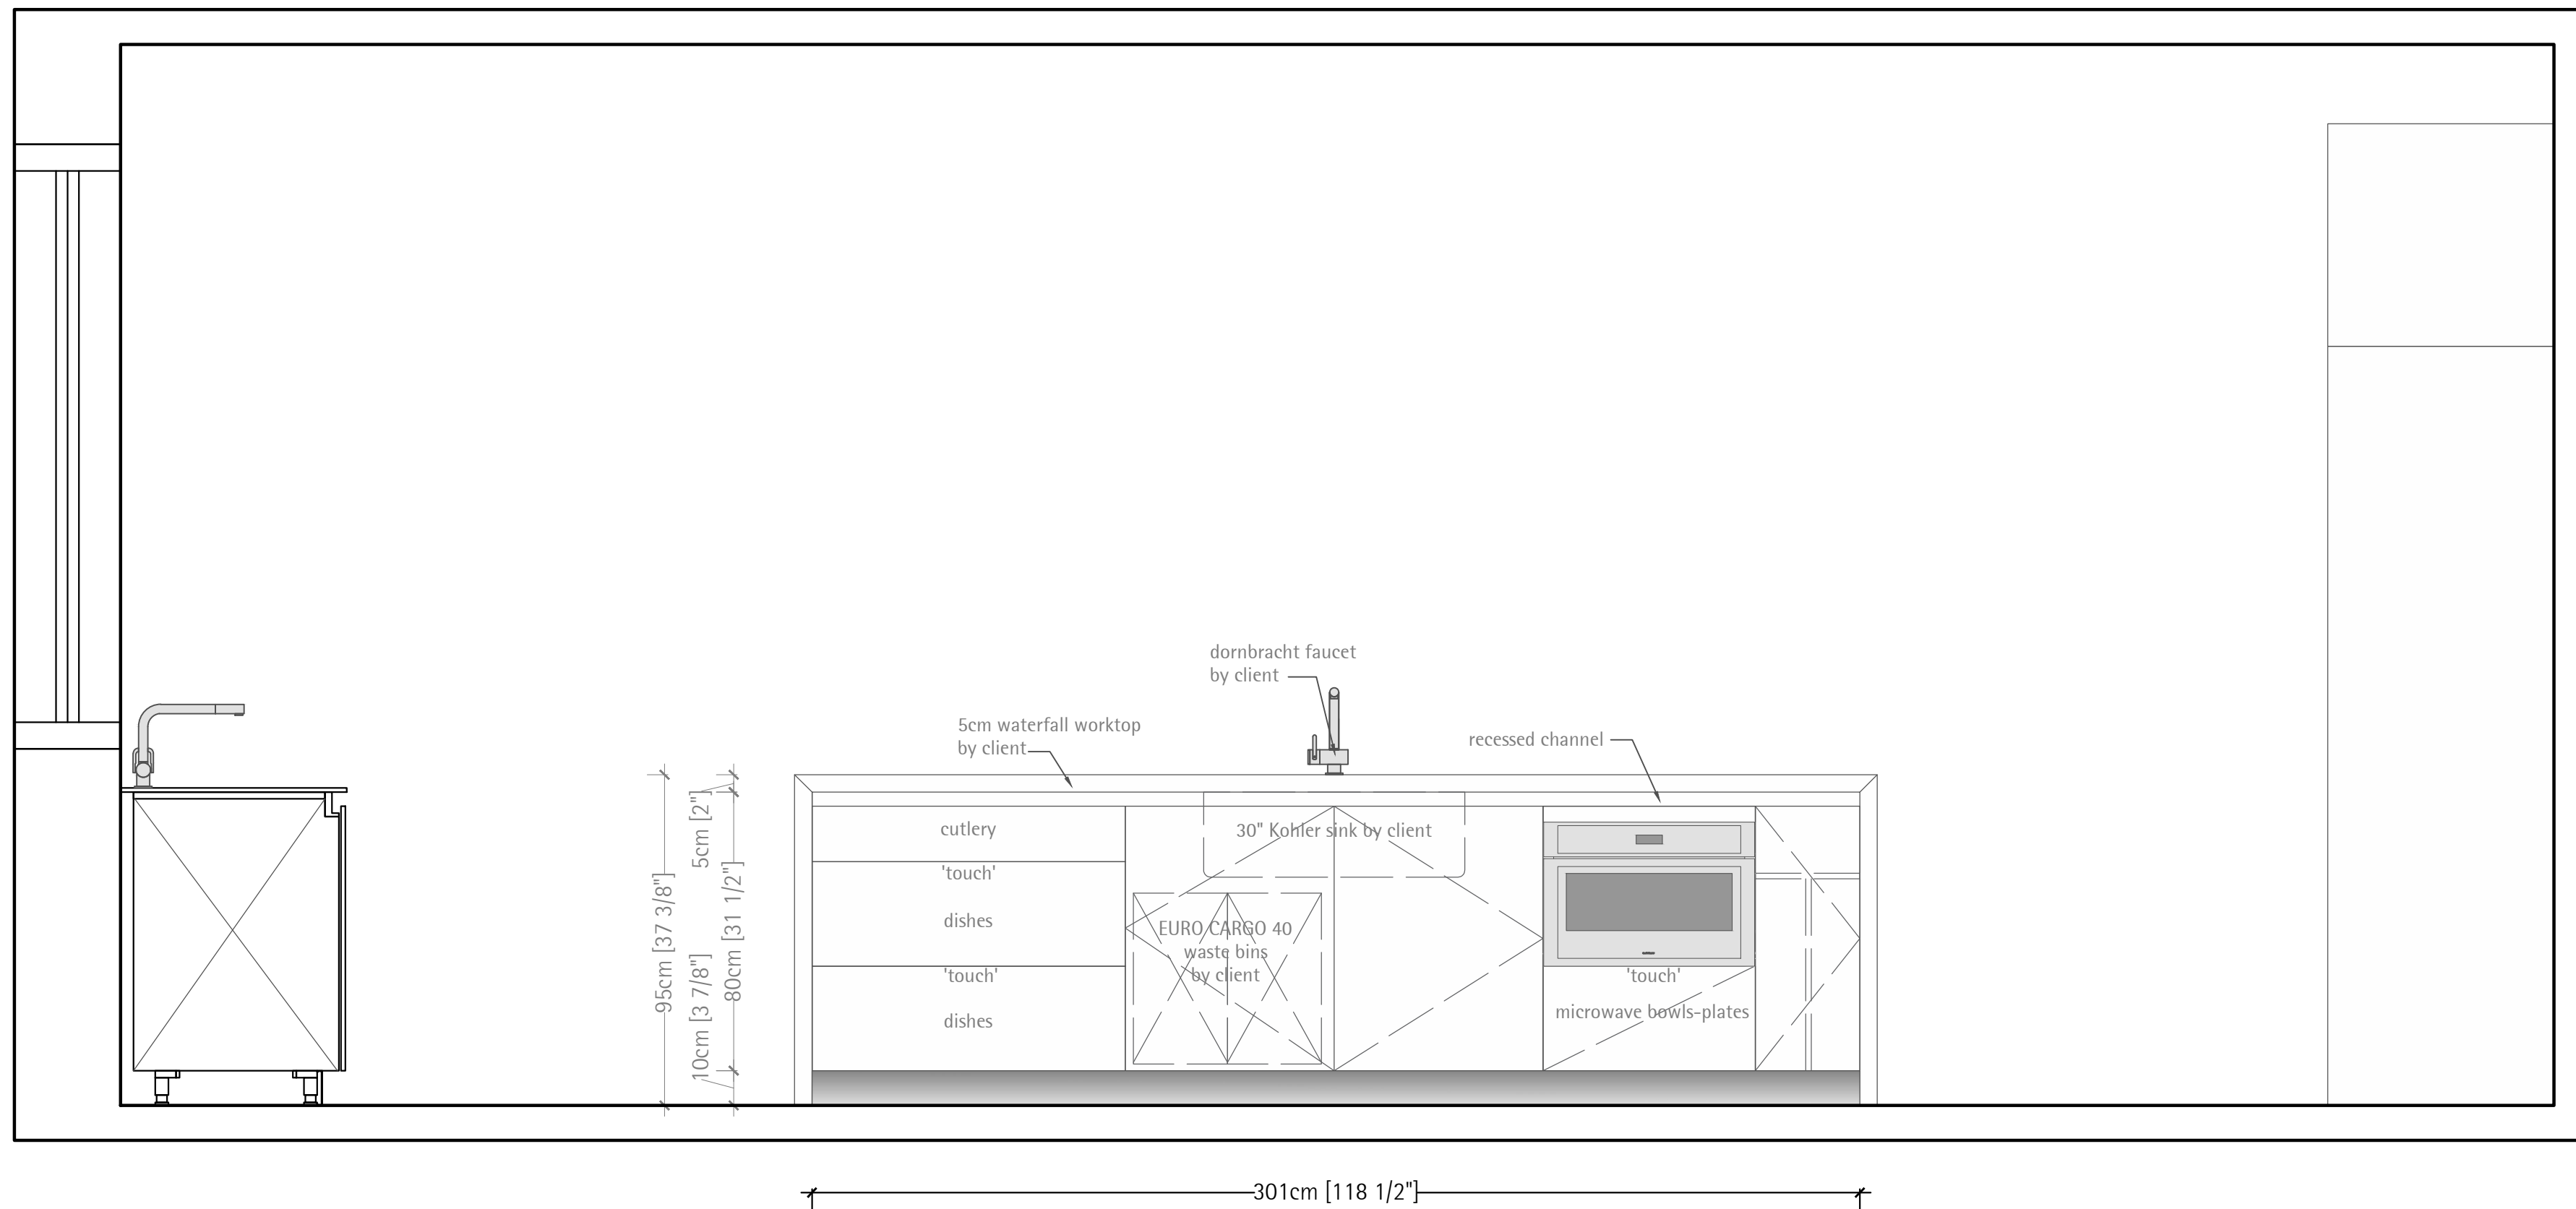 dornbracht faucet
by client
5cm waterfall worktop
by client
recessed channel
cutlery
30" Kohler sink by client
'touch'
dishes
EURO CARGO 40
waste bins
by client
'touch'
dishes
'touch'
microwave bowls-plates
95cm [37 3/8"]
5cm [2"]
10cm [3 7/8"]
80cm [31 1/2"]
301cm [118 1/2"]